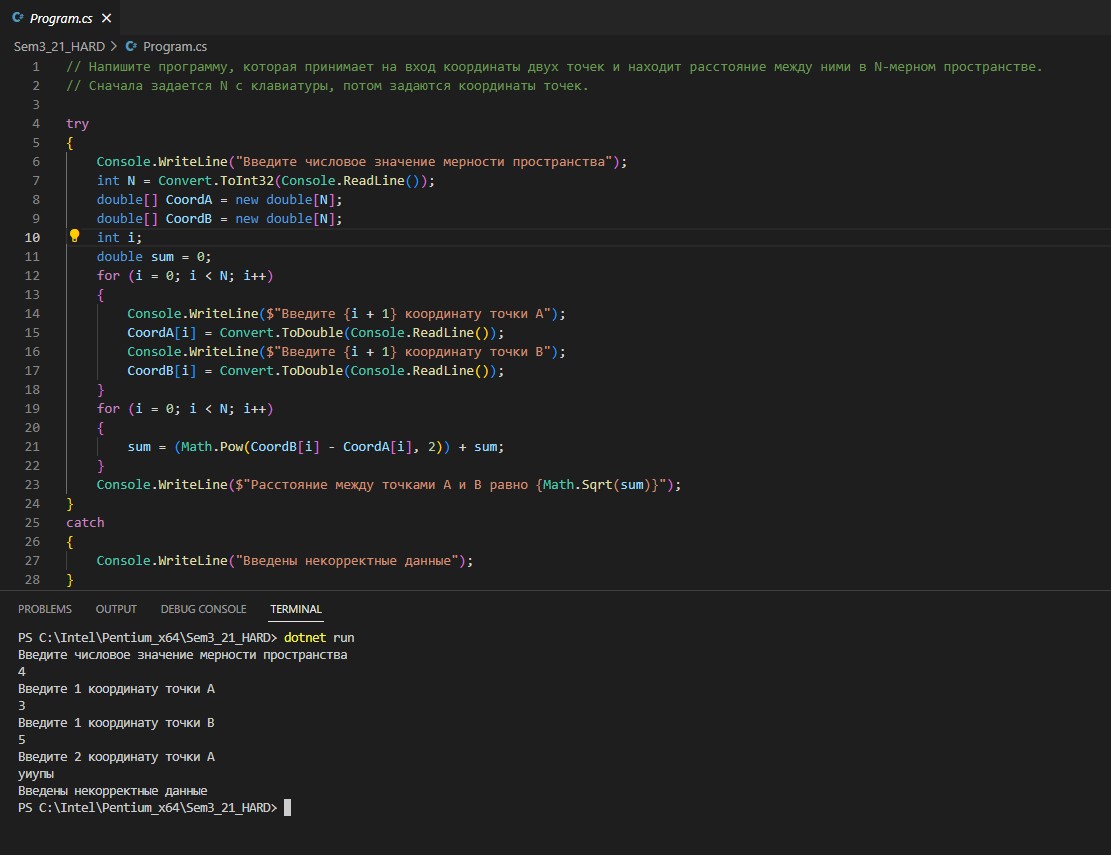 Program.cs
Sem3_21_HARD > Program.cs
1 // Напишите программу, которая принимает на вход координаты двух точек и находит расстояние между ними в N-мерном пространстве.
2 // Сначала задается N с клавиатуры, потом задаются координаты точек.
3
4 try
5 {
6     Console.WriteLine("Введите числовое значение мерности пространства");
7     int N = Convert.ToInt32(Console.ReadLine());
8     double[] CoordA = new double[N];
9     double[] CoordB = new double[N];
10     int i;
11     double sum = 0;
12     for (i = 0; i < N; i++)
13     {
14         Console.WriteLine($"Введите {i + 1} координату точки A");
15         CoordA[i] = Convert.ToDouble(Console.ReadLine());
16         Console.WriteLine($"Введите {i + 1} координату точки B");
17         CoordB[i] = Convert.ToDouble(Console.ReadLine());
18     }
19     for (i = 0; i < N; i++)
20     {
21         sum = (Math.Pow(CoordB[i] - CoordA[i], 2)) + sum;
22     }
23     Console.WriteLine($"Расстояние между точками A и B равно {Math.Sqrt(sum)}");
24 }
25 catch
26 {
27     Console.WriteLine("Введены некорректные данные");
28 }
PROBLEMS OUTPUT DEBUG CONSOLE TERMINAL
PS C:\Intel\Pentium_x64\Sem3_21_HARD> dotnet run
Введите числовое значение мерности пространства
4
Введите 1 координату точки A
3
Введите 1 координату точки B
5
Введите 2 координату точки A
уиупы
Введены некорректные данные
PS C:\Intel\Pentium_x64\Sem3_21_HARD>